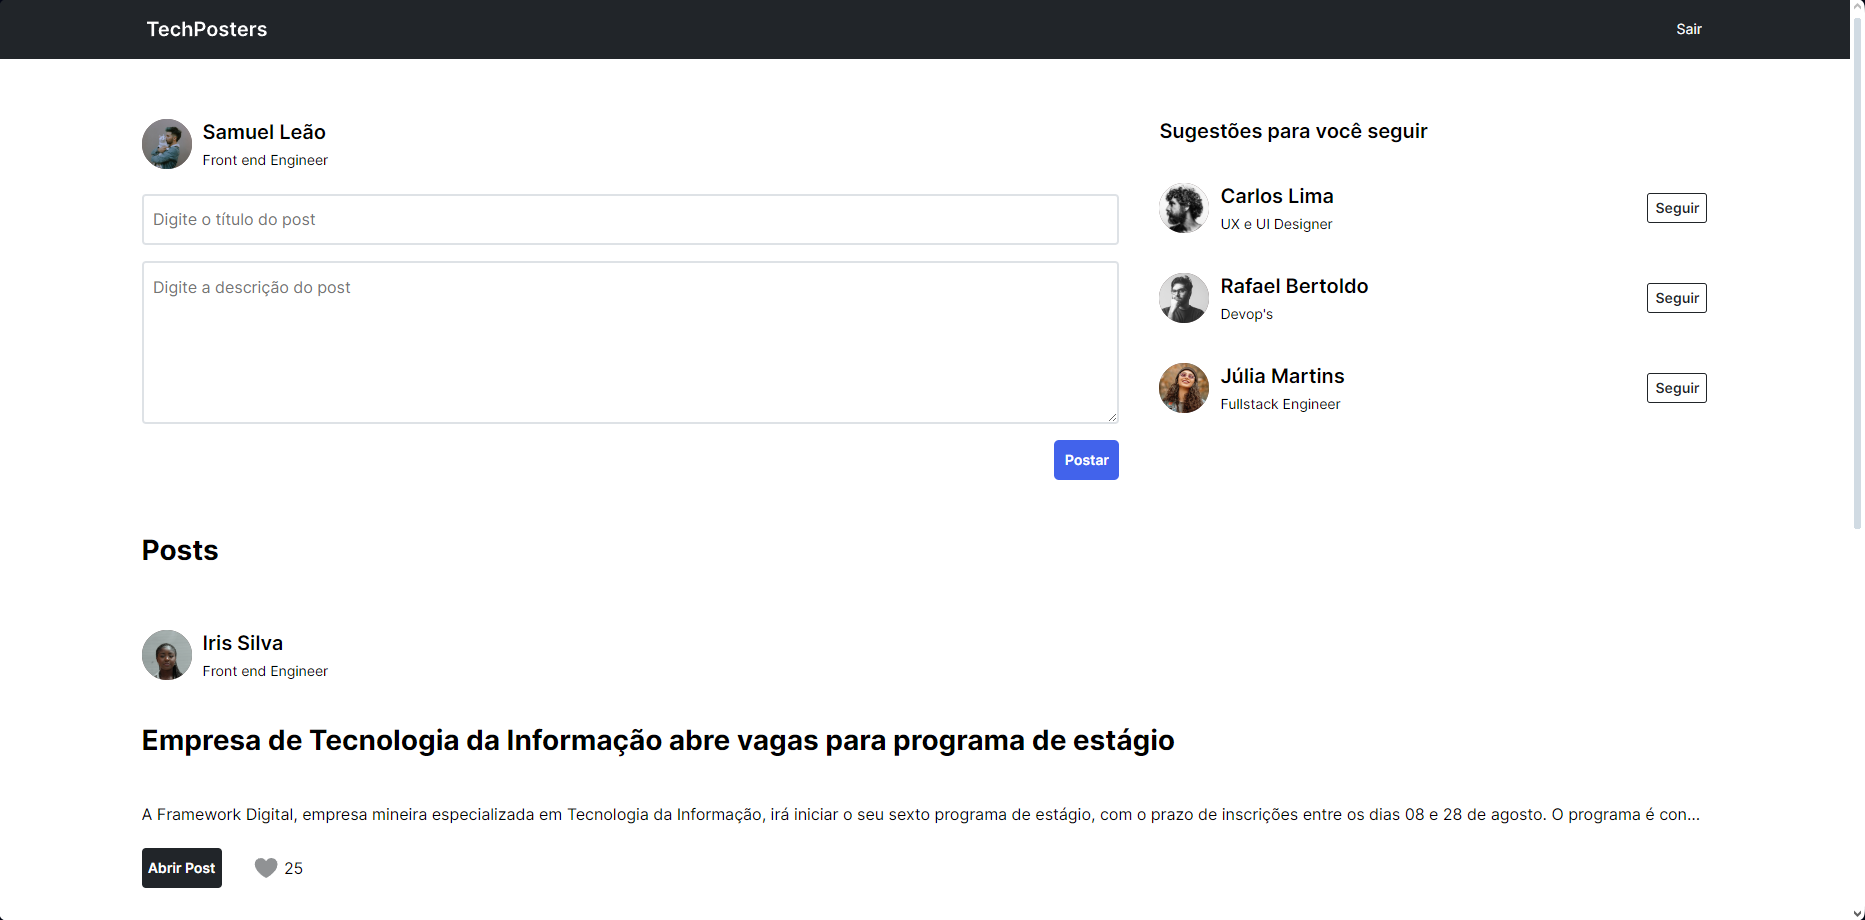 TechPosters
Sair
Samuel Leão
Front end Engineer
Digite o título do post
Digite a descrição do post
Postar
Sugestões para você seguir
Carlos Lima
UX e UI Designer
Seguir
Rafael Bertoldo
Devop's
Seguir
Júlia Martins
Fullstack Engineer
Seguir
Posts
Iris Silva
Front end Engineer
Empresa de Tecnologia da Informação abre vagas para programa de estágio
A Framework Digital, empresa mineira especializada em Tecnologia da Informação, irá iniciar o seu sexto programa de estágio, com o prazo de inscrições entre os dias 08 e 28 de agosto. O programa é con...
Abrir Post
25